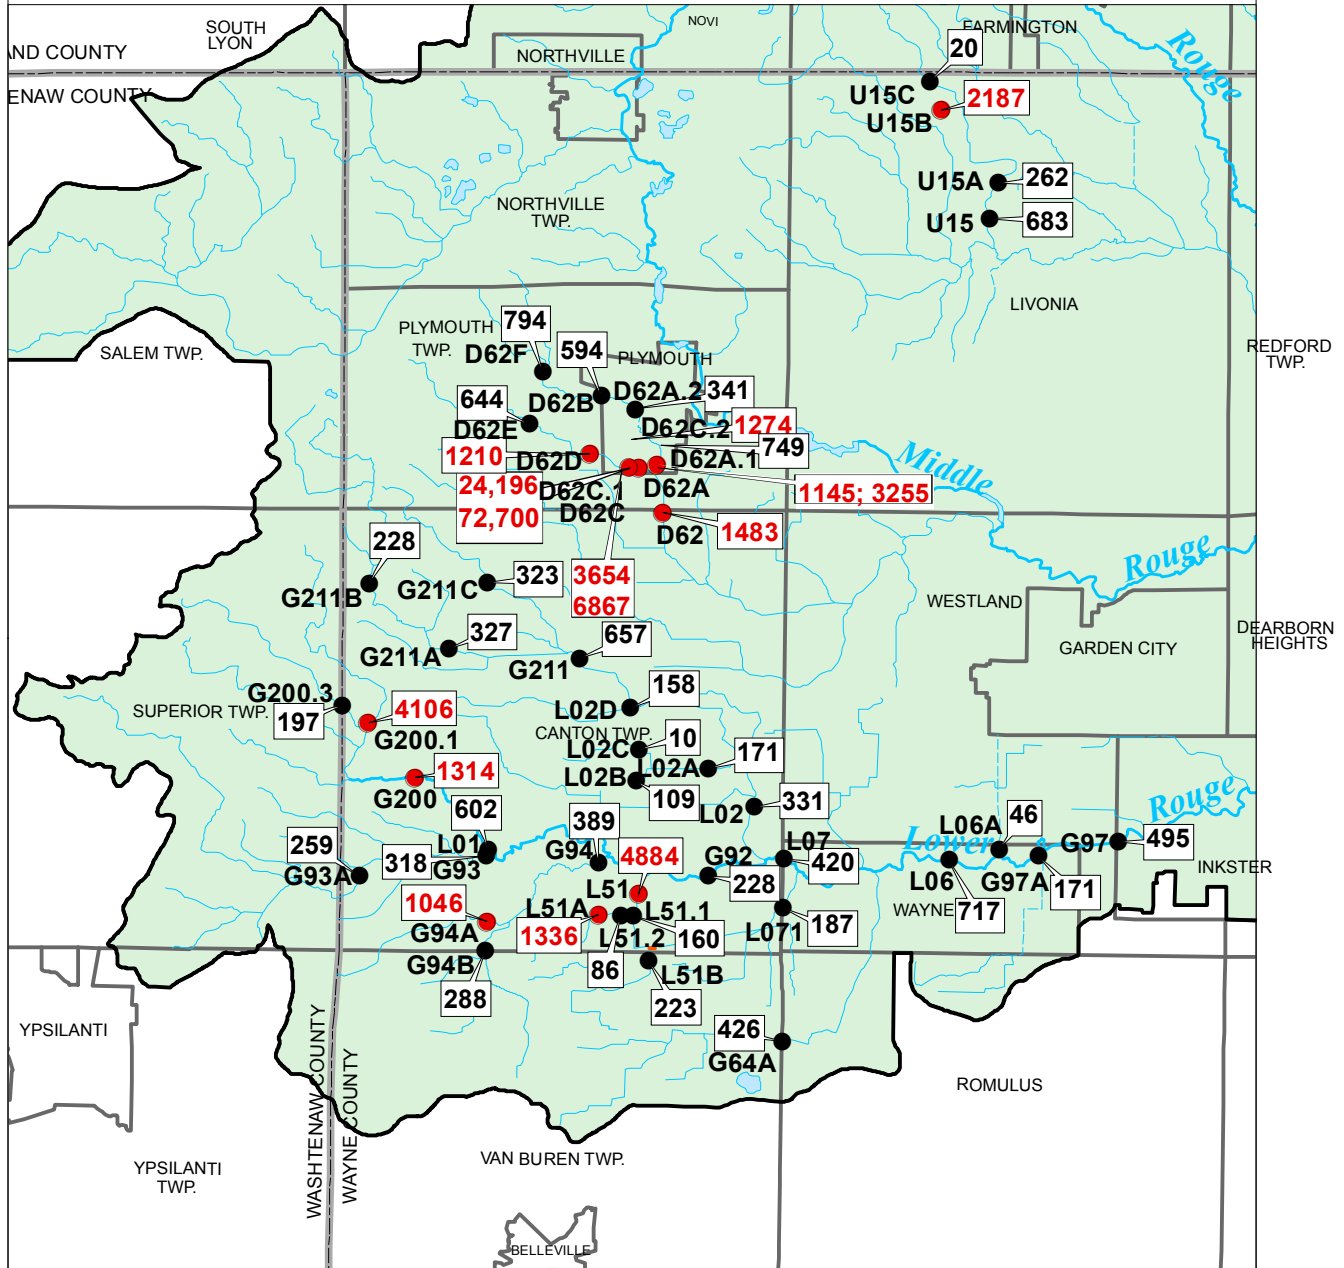 SOUTH
LYON
NOVI
FARMINGTON
AND COUNTY
NORTHVILLE
20
Rouge
ENAW COUNTY
U15C
2187
U15B
U15A
262
NORTHVILLE
TWP.
U15
683
LIVONIA
794
PLYMOUTH
TWP.
594
SALEM TWP.
D62F
PLYMOUTH
REDFORD
TWP.
644
D62B
D62A.2
341
D62E
D62C.2
1274
749
1210
D62D
D62A.1
Middle
24,196
72,700
D62C.1
D62A
1145; 3255
D62C
D62
1483
228
Rouge
G211B
G211C
323
3654
6867
WESTLAND
327
657
DEARBORN
HEIGHTS
G211A
G211
GARDEN CITY
G200.3
158
SUPERIOR TWP.
197
4106
L02D
G200.1
CANTON TWP.
10
L02C
171
1314
L02A
L02B
G200
109
L02
331
Rouge
602
389
46
L01
L07
Lower
L06A
G97
495
259
318
G93
G94
4884
G92
420
G93A
L51
228
L06
G97A
INKSTER
1046
L51A
L51.1
WAYNE
717
171
G94A
1336
L51.2
160
L071
187
G94B
86
L51B
288
223
YPSILANTI
426
G64A
WASHTENAW COUNTY
WAYNE COUNTY
ROMULUS
YPSILANTI
TWP.
VAN BUREN TWP.
BELLEVILLE